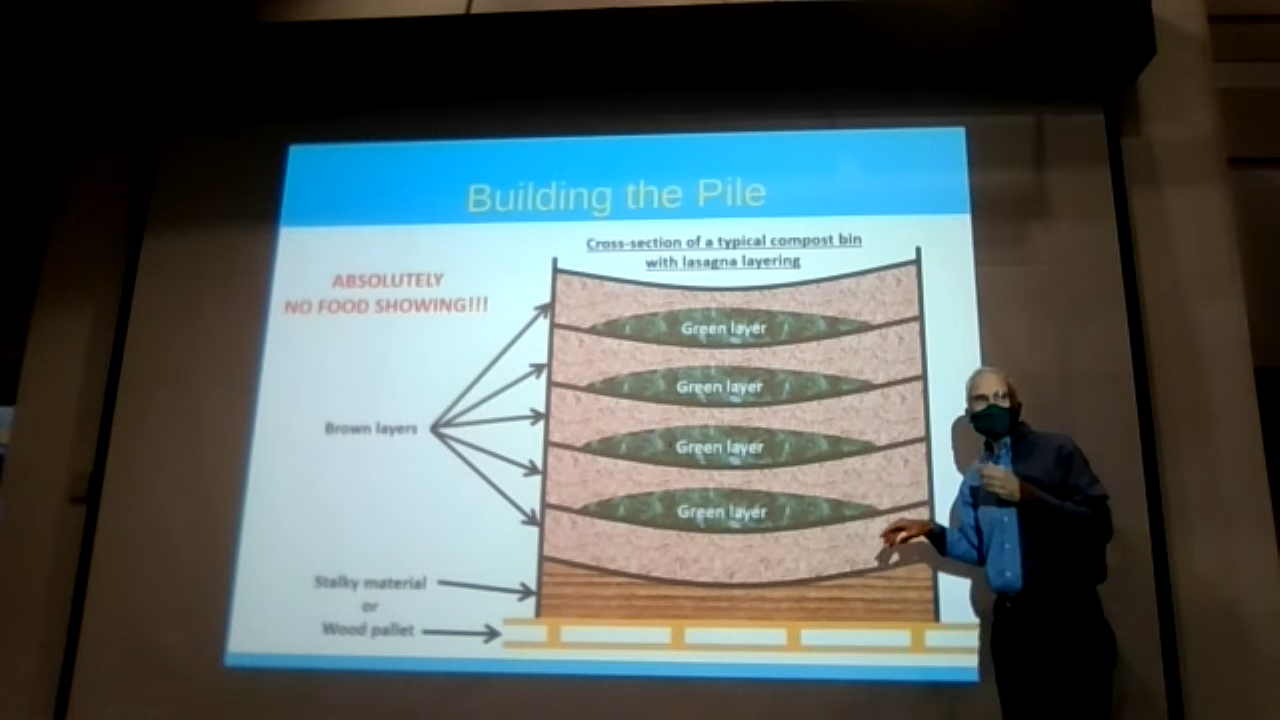 Building the Pile
Cross-section of a typical compost bin
with lasagna layering
ABSOLUTELY
NO FOOD SHOWING!!!
Green layer
Green layer
Brown layers
Green layer
Green layer
Stalky material
or
Wood pallet